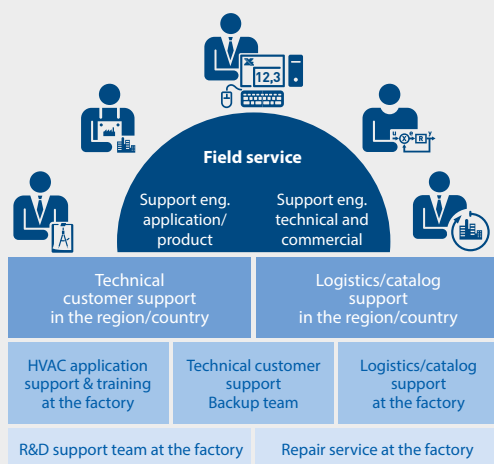 12,3
u
e
y
X
R
Field service
Support eng.
application/
product
Support eng.
technical and
commercial
Technical
customer support
in the region/country
Logistics/catalog
support
in the region/country
HVAC application
support & training
at the factory
Technical customer
support
Backup team
Logistics/catalog
support
at the factory
R&D support team at the factory
Repair service at the factory